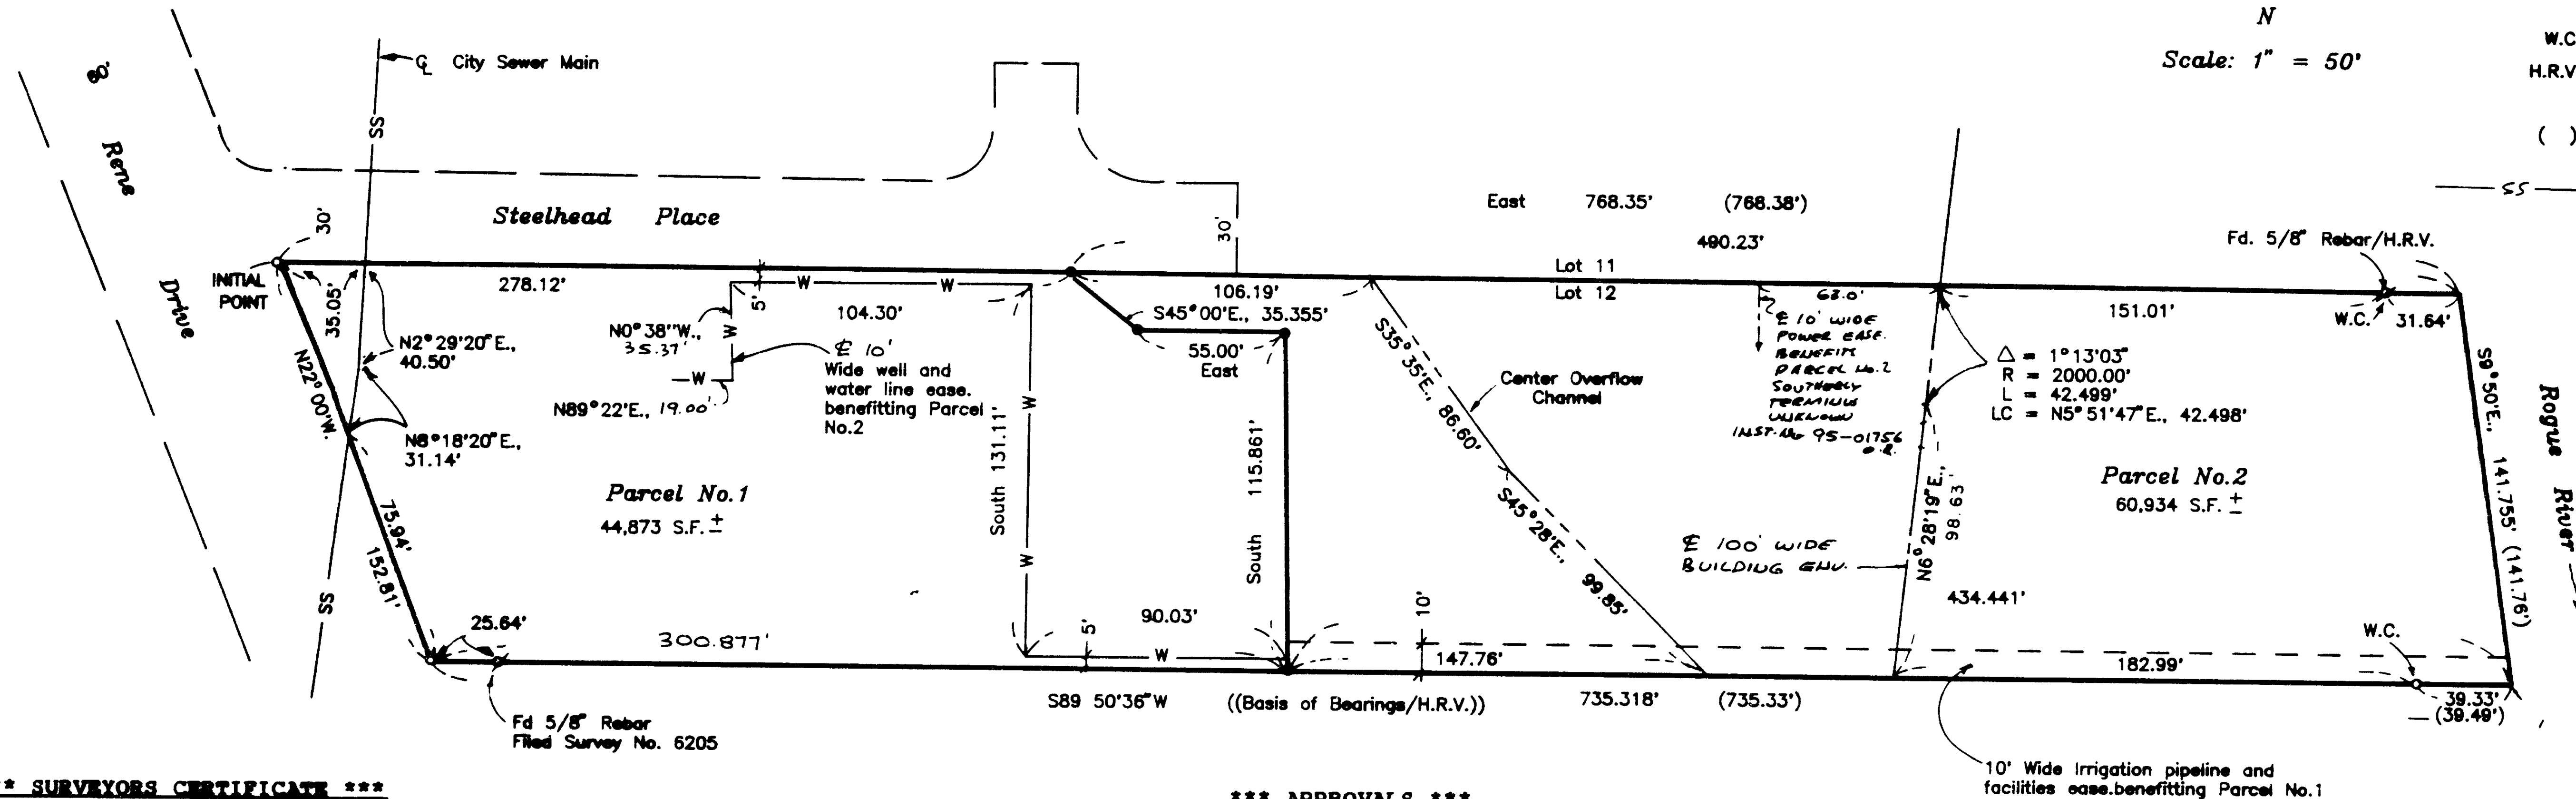 N
Scale: 1" = 50'
W.C
H.R.V
( )
SS
60'
Rene
Drive
C̲L City Sewer Main
SS
Steelhead Place
30'
30'
East 768.35' (768.38')
490.23'
Fd. 5/8" Rebar/H.R.V.
INITIAL
POINT
35.05'
278.12'
5'
W
W
104.30'
106.19'
Lot 11
Lot 12
63.0'
151.01'
W.C.
31.64'
N2°29'20"E.,
40.50'
N0°38"W.,
35.37'
W
W
N89°22'E., 19.00'
℄ 10'
Wide well and
water line ease.
benefitting Parcel
No.2
S45°00'E., 35.355'
55.00'
East
S35°35'E., 86.60'
Center Overflow
Channel
℄ 10' WIDE
POWER EASE.
BENEFITS
PARCEL No.2
SOUTHERLY
TERMINUS
UNKNOWN
INST. No 95-01756
O.R.
Δ = 1°13'03"
R = 2000.00'
L = 42.499'
LC = N5°51'47"E., 42.498'
S9°50'E., 141.755' (141.76')
Rogue River
N22°00'W.
N8°18'20"E.,
31.14'
75.94'
152.81'
SS
Parcel No.1
44,873 S.F. ±
South 131.11'
W
W
South 115.861'
S45°28'E., 99.85'
℄ 100' WIDE
BUILDING ENV.
N6°28'19"E.,
98.63'
Parcel No.2
60,934 S.F. ±
434.441'
25.64'
300.877'
90.03'
5'
W
10'
147.76'
182.99'
W.C.
39.33'
(39.49')
S89 50'36"W ((Basis of Bearings/H.R.V.)) 735.318' (735.33')
Fd 5/8" Rebar
Filed Survey No. 6205
10' Wide Irrigation pipeline and
facilities ease.benefitting Parcel No.1
** SURVEYORS CERTIFICATE ***
*** APPROVALS ***